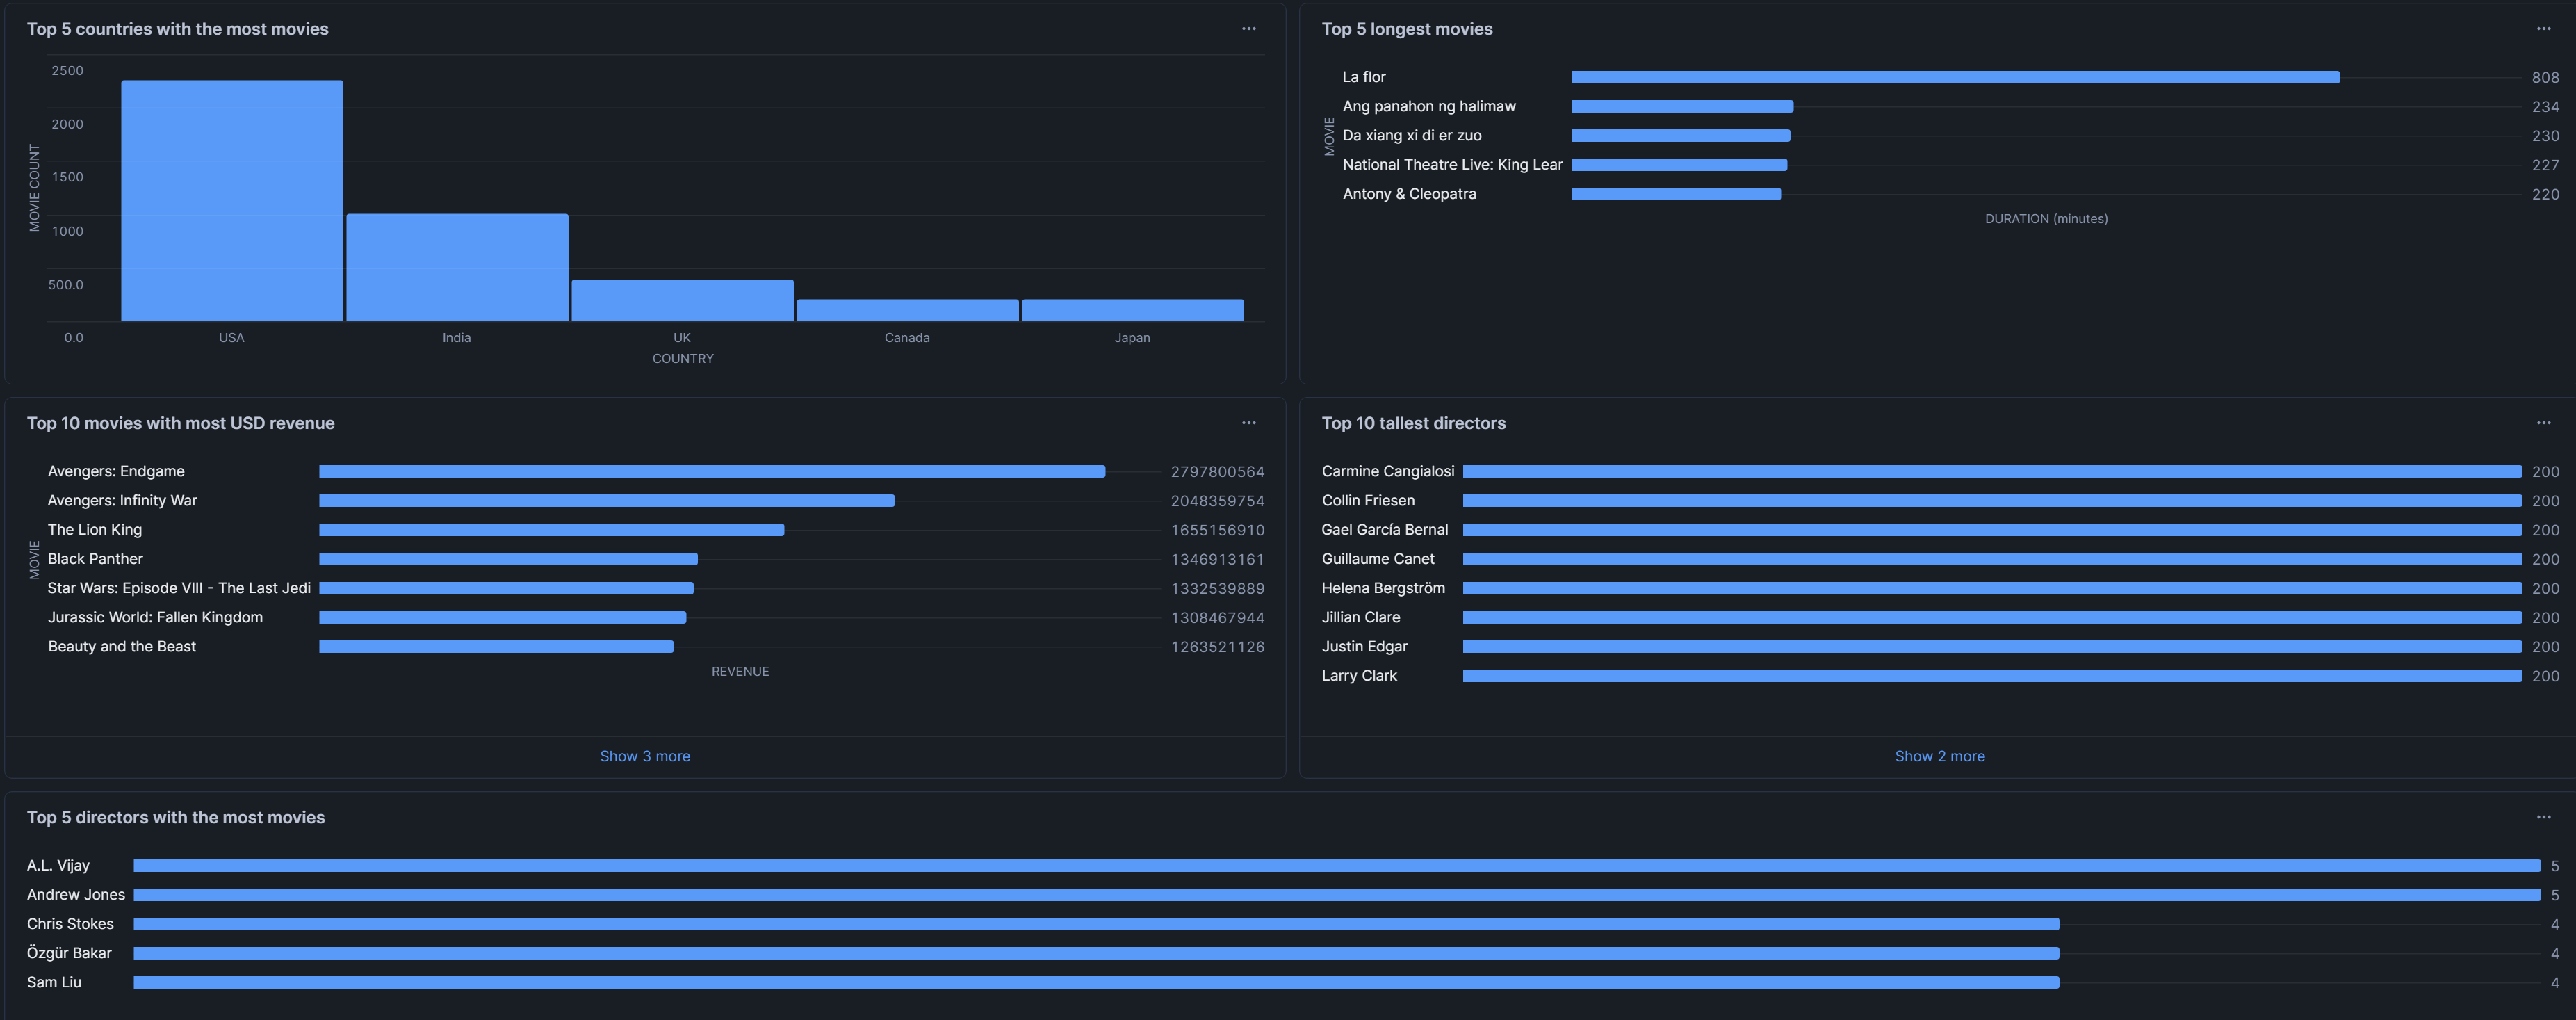 Top 5 countries with the most movies
2500
2000
1500
1000
500.0
0.0
MOVIE COUNT
USA
India
UK
Canada
Japan
COUNTRY
Top 5 longest movies
MOVIE
La flor 808
Ang panahon ng halimaw 234
Da xiang xi di er zuo 230
National Theatre Live: King Lear 227
Antony & Cleopatra 220
DURATION (minutes)
Top 10 movies with most USD revenue
MOVIE
Avengers: Endgame 2797800564
Avengers: Infinity War 2048359754
The Lion King 1655156910
Black Panther 1346913161
Star Wars: Episode VIII - The Last Jedi 1332539889
Jurassic World: Fallen Kingdom 1308467944
Beauty and the Beast 1263521126
REVENUE
Show 3 more
Top 10 tallest directors
Carmine Cangialosi 200
Collin Friesen 200
Gael García Bernal 200
Guillaume Canet 200
Helena Bergström 200
Jillian Clare 200
Justin Edgar 200
Larry Clark 200
Show 2 more
Top 5 directors with the most movies
A.L. Vijay 5
Andrew Jones 5
Chris Stokes 4
Özgür Bakar 4
Sam Liu 4